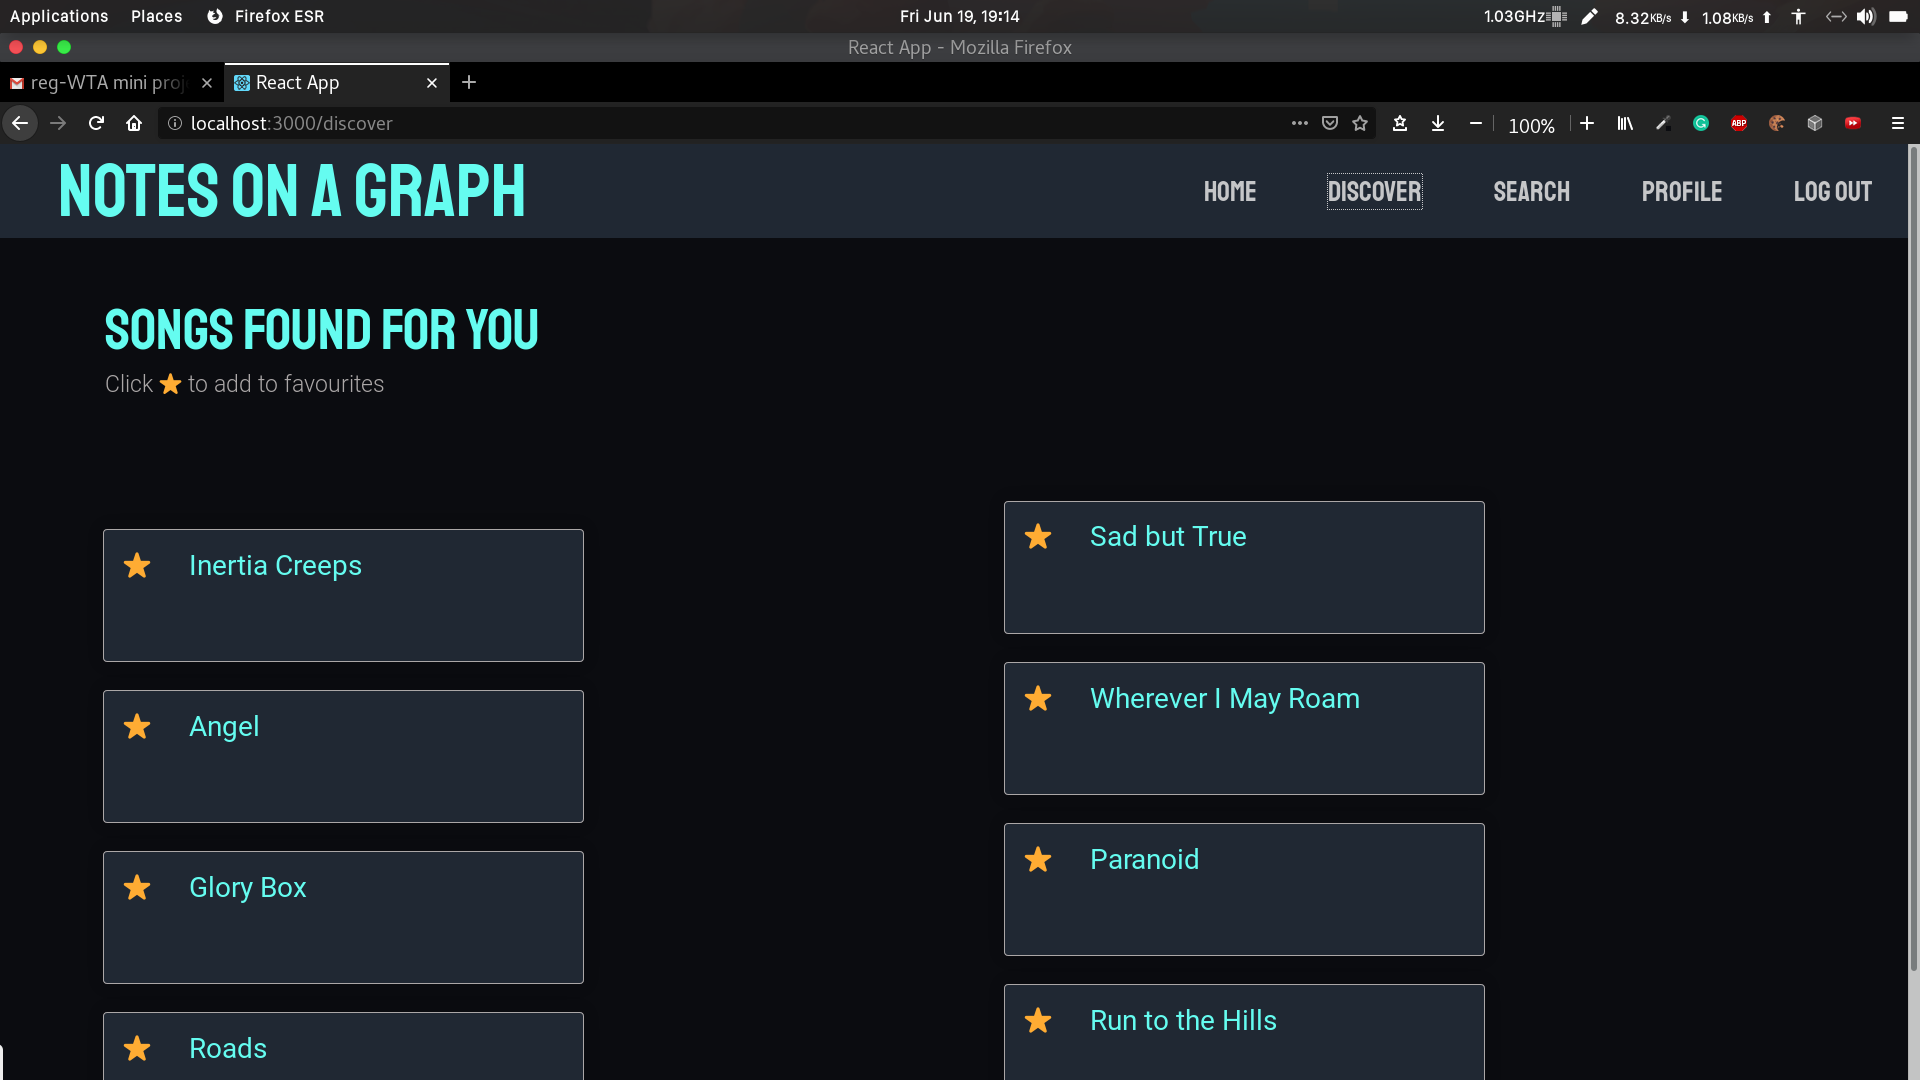 Applications Places Firefox ESR Fri Jun 19, 19:14 1.03GHz 8.32KB/s 1.08KB/s
React App - Mozilla Firefox
reg-WTA mini proj React App
localhost:3000/discover 100% ABP
NOTES ON A GRAPH HOME DISCOVER SEARCH PROFILE LOG OUT
SONGS FOUND FOR YOU
Click to add to favourites
Inertia Creeps
Angel
Glory Box
Roads
Sad but True
Wherever I May Roam
Paranoid
Run to the Hills